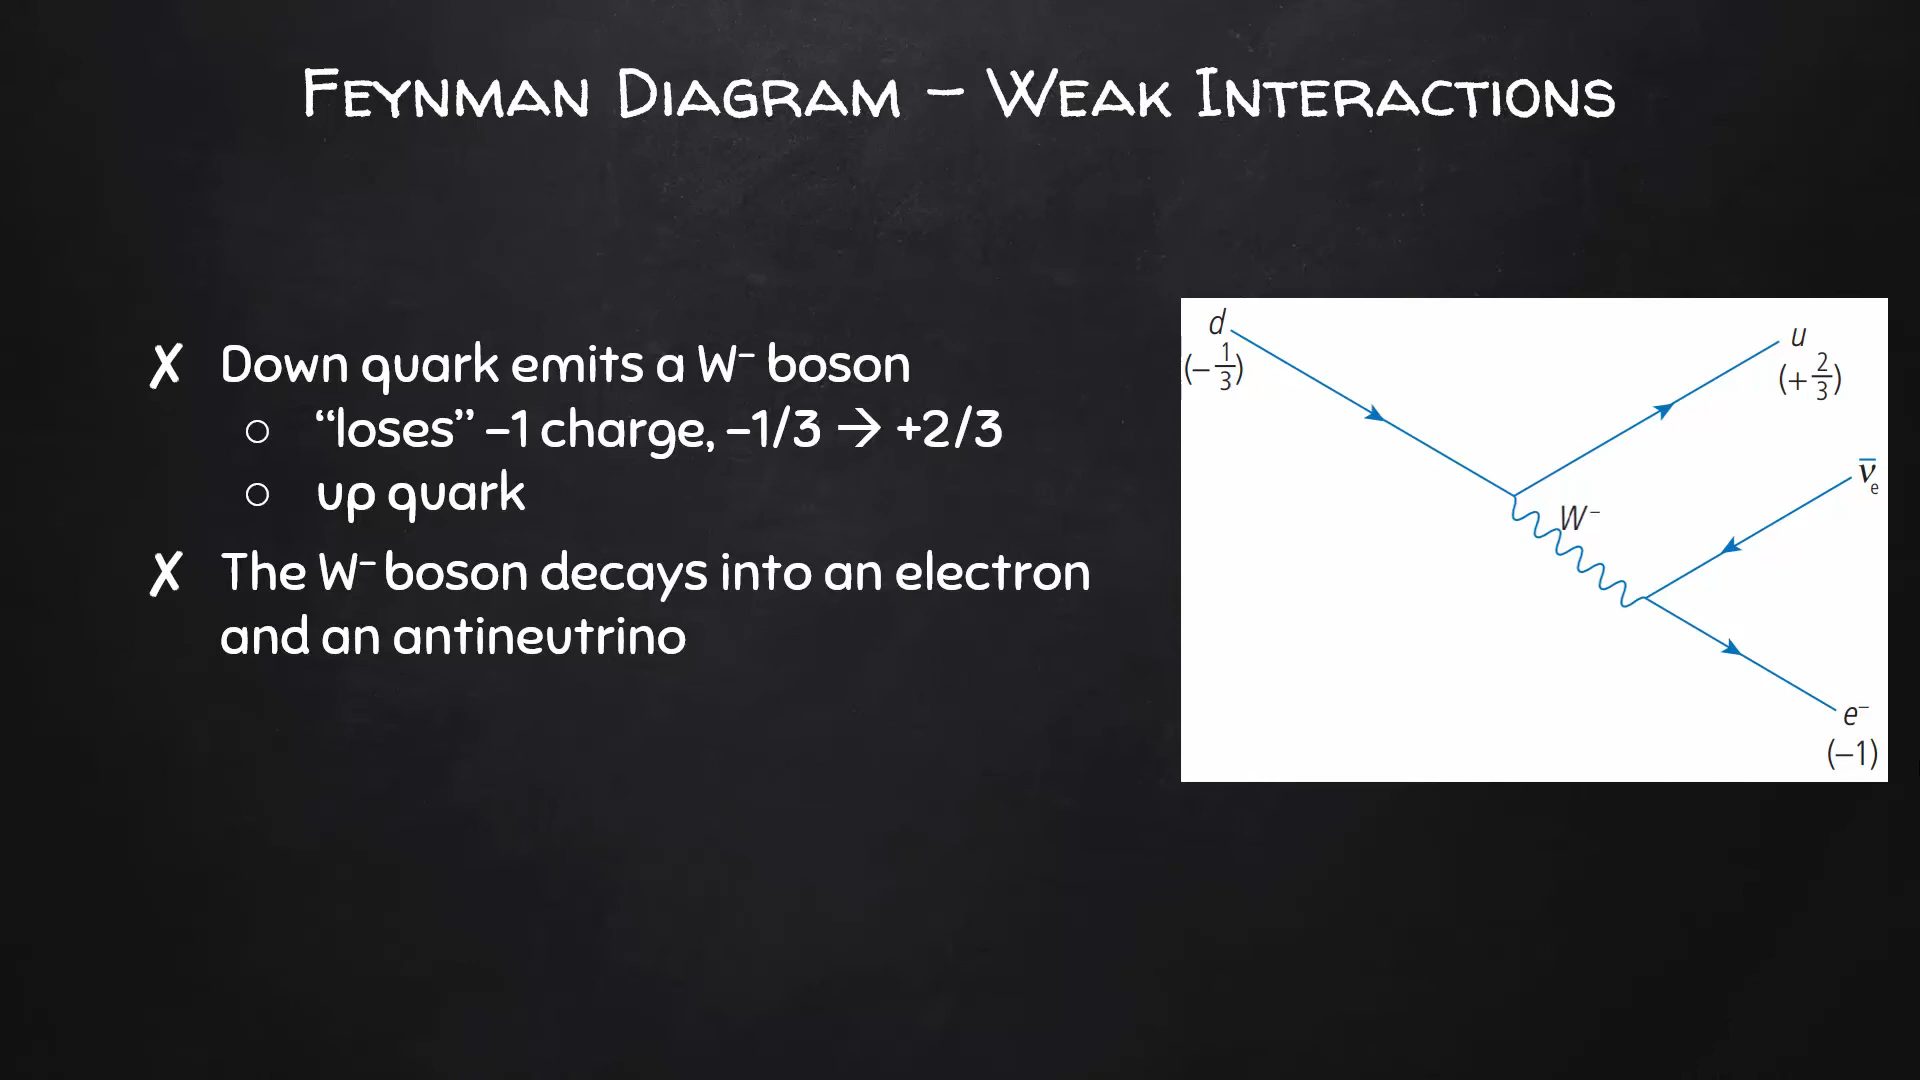 Feynman Diagram – Weak Interactions
✗ Down quark emits a W⁻ boson
○ “loses” –1 charge, –1/3 → +2/3
○ up quark
✗ The W⁻ boson decays into an electron
and an antineutrino
d
(–1/3)
u
(+2/3)
ν̅e
W⁻
e⁻
(–1)